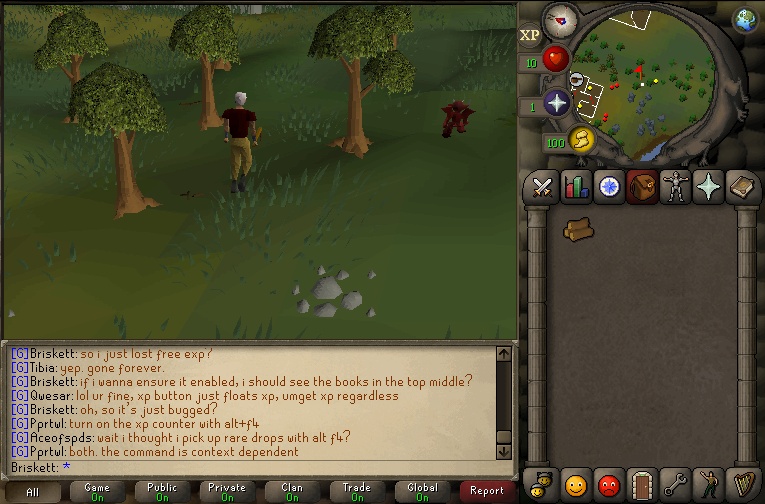 XP
10
1
100
[G]Briskett: so i just lost free exp?
[G]Tibia: yep. gone forever.
[G]Briskett: if i wanna ensure it enabled, i should see the books in the top middle?
[G]Qwesar: lol ur fine, xp button just floats xp, umget xp regardless
[G]Briskett: oh, so it's just bugged?
[G]Pprtwl: turn on the xp counter with alt+f4
[G]Aceofspds: wait i thought i pick up rare drops with alt f4?
[G]Pprtwl: both. the command is context dependent
Briskett: *
All
Game
On
Public
On
Private
On
Clan
On
Trade
On
Global
On
Report